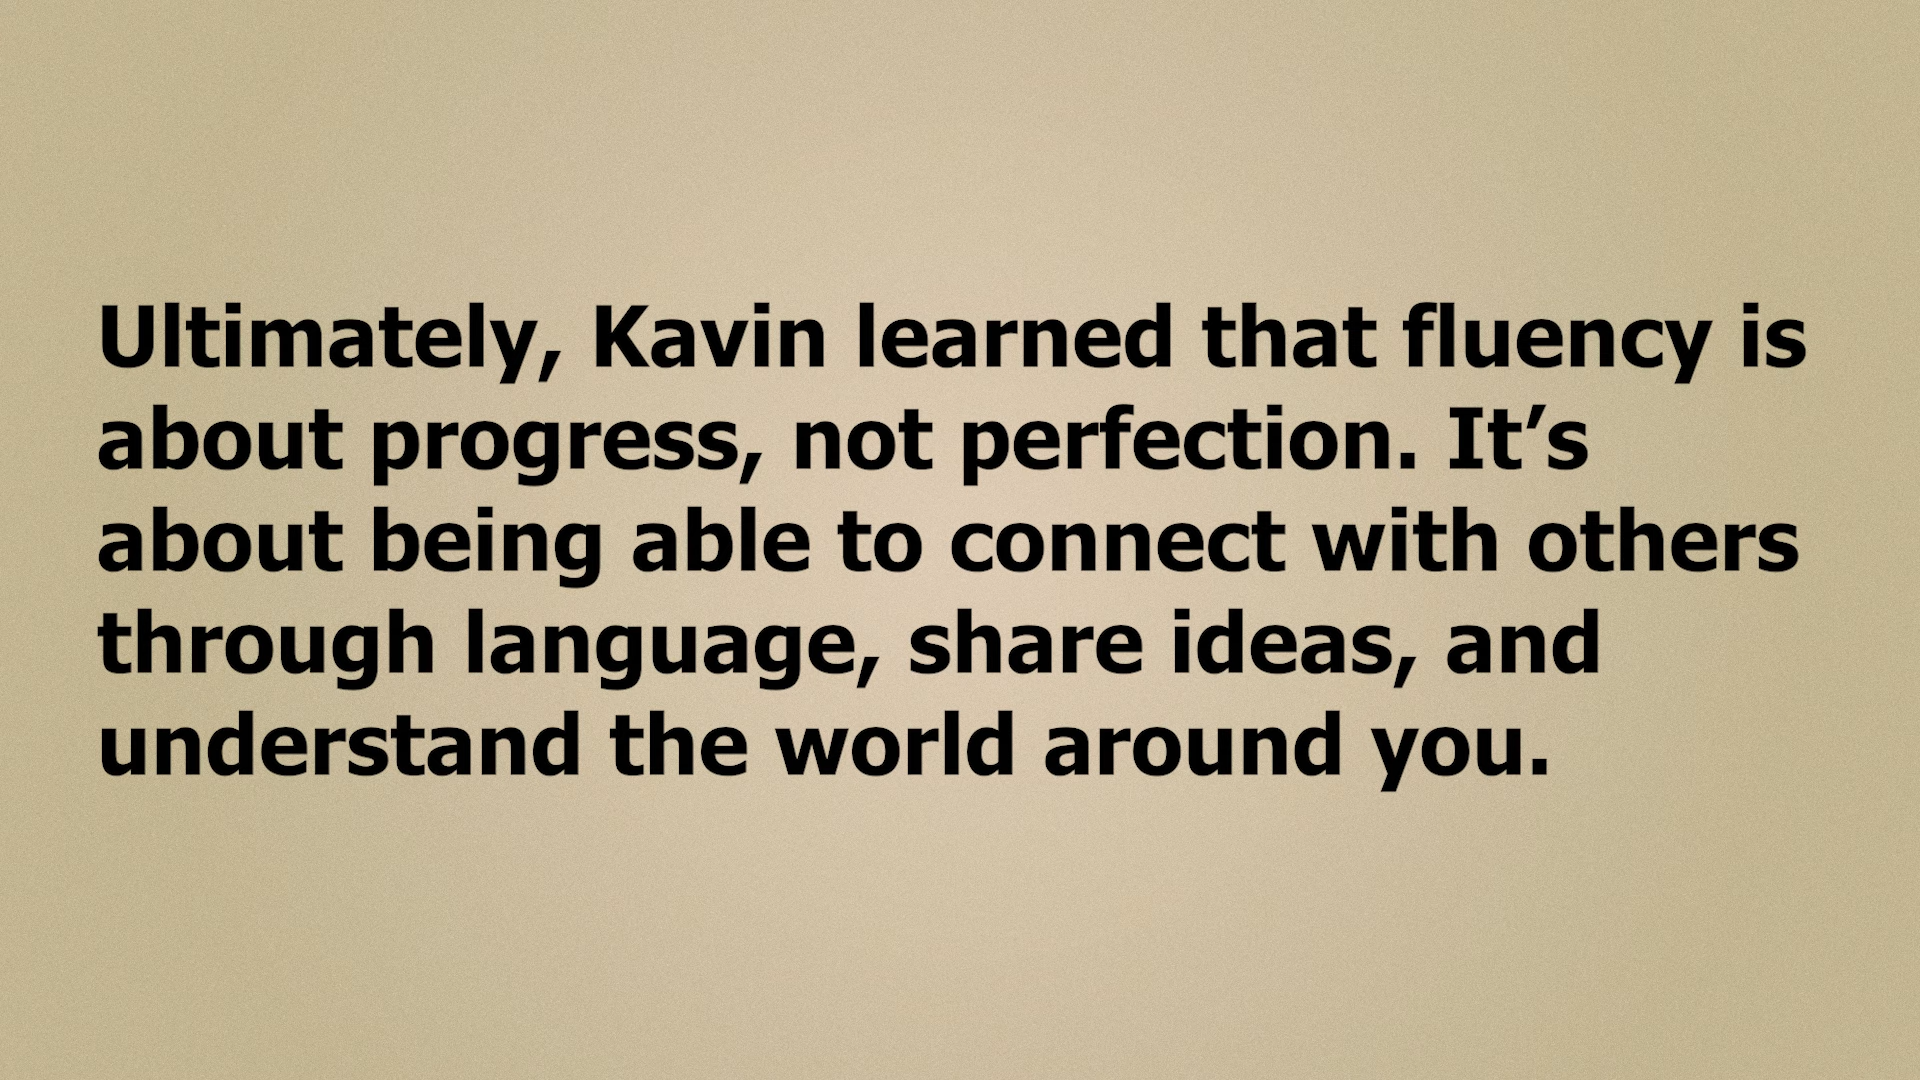 Ultimately, Kavin learned that fluency is
about progress, not perfection. It’s
about being able to connect with others
through language, share ideas, and
understand the world around you.